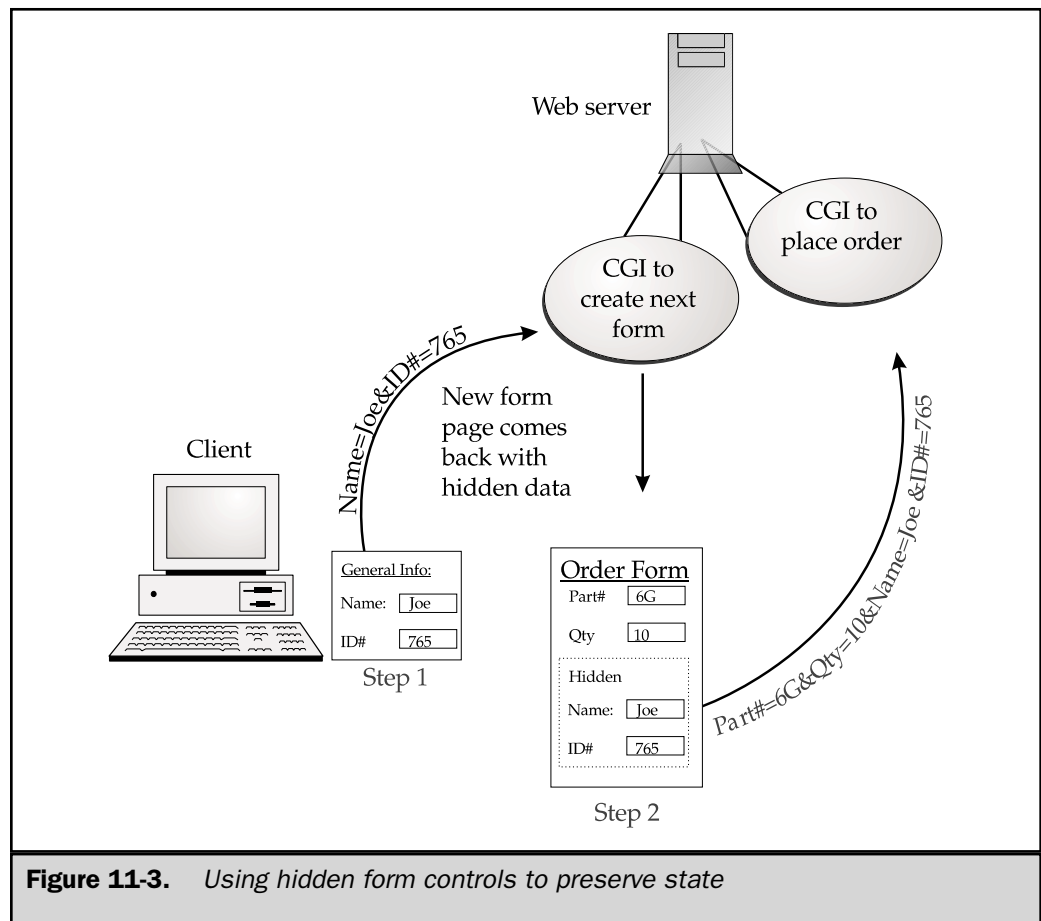 Web server
CGI to
place order
CGI to
create next
form
Name=Joe&ID#=765
New form
page comes
back with
hidden data
Client
General Info:
Name: Joe
ID# 765
Step 1
Order Form
Part# 6G
Qty 10
Hidden
Name: Joe
ID# 765
Step 2
Part#=6G&Qty=10&Name=Joe &ID#=765
Figure 11-3. Using hidden form controls to preserve state